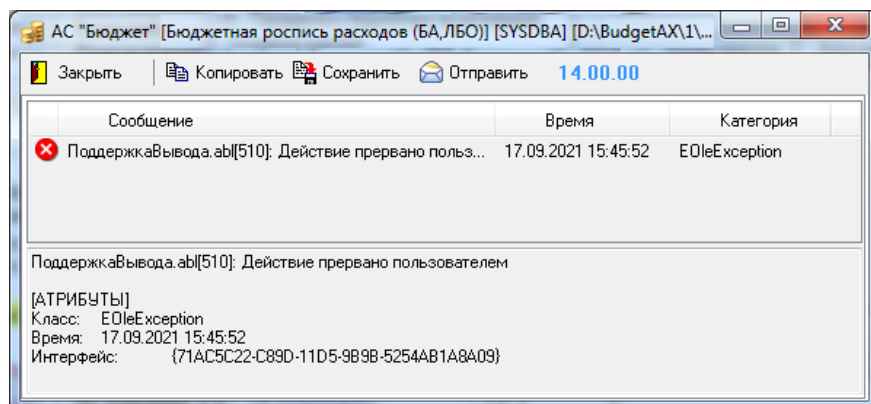 АС "Бюджет" [Бюджетная роспись расходов (БА,ЛБО)] [SYSDBA] [D:\BudgetAX\1\...
Закрыть Копировать Сохранить Отправить 14.00.00
Сообщение Время Категория
ПоддержкаВывода.abl[510]: Действие прервано польз... 17.09.2021 15:45:52 EOleException
ПоддержкаВывода.abl[510]: Действие прервано пользователем
[АТРИБУТЫ]
Класс: EOleException
Время: 17.09.2021 15:45:52
Интерфейс: {71AC5C22-C89D-11D5-9B9B-5254AB1A8A09}